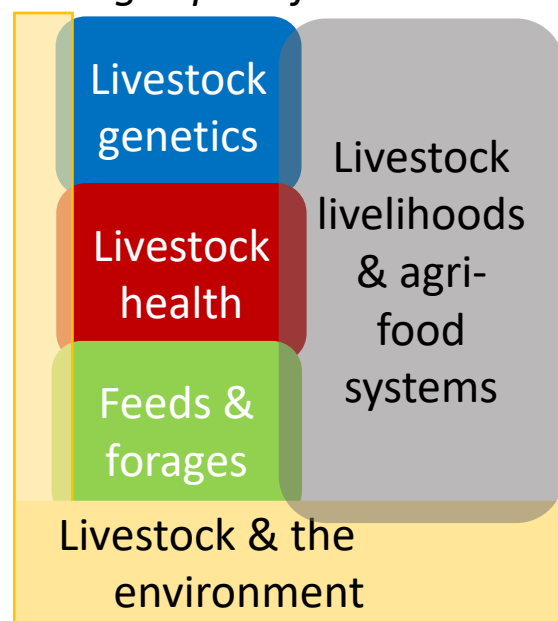 Livestock
genetics
Livestock
health
Feeds &
forages
Livestock
livelihoods
& agri-
food
systems
Livestock & the
environment